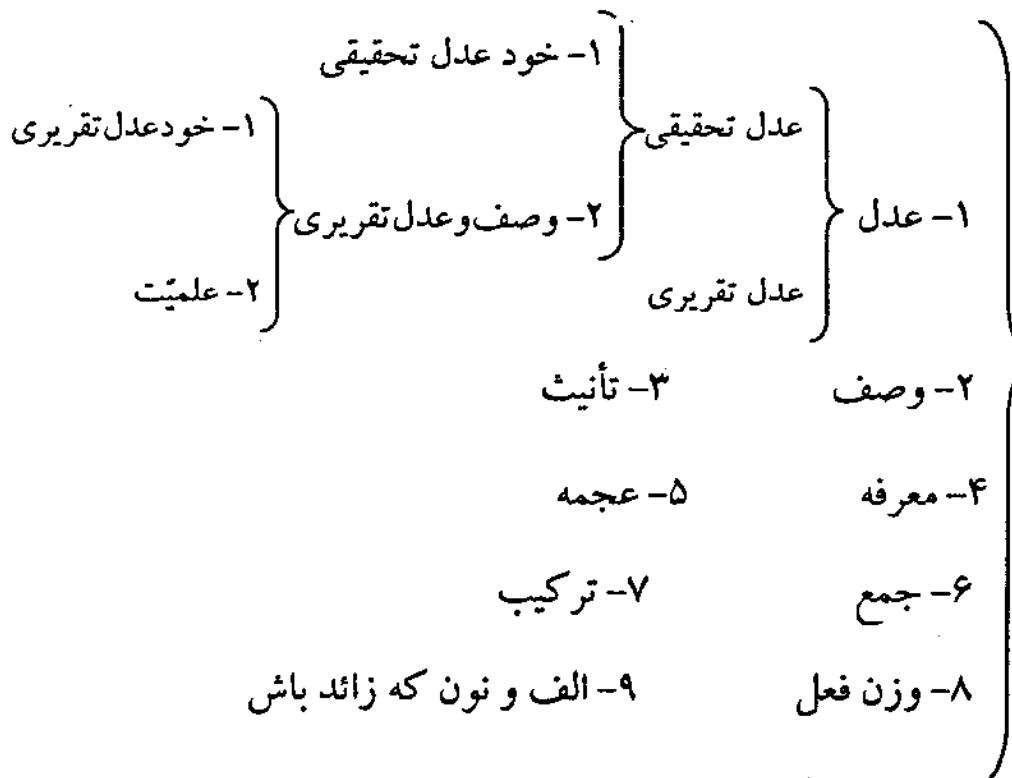 ۱- خود عدل تحقیقی
عدل تحقیقی
۱- خودعدل تقریری
۱- عدل
۲- وصف و عدل تقریری
عدل تقریری
۲- علمیّت
۲- وصف ۳- تأنیث
۴- معرفه ۵- عجمه
۶- جمع ۷- ترکیب
۸- وزن فعل ۹- الف و نون که زائد باش